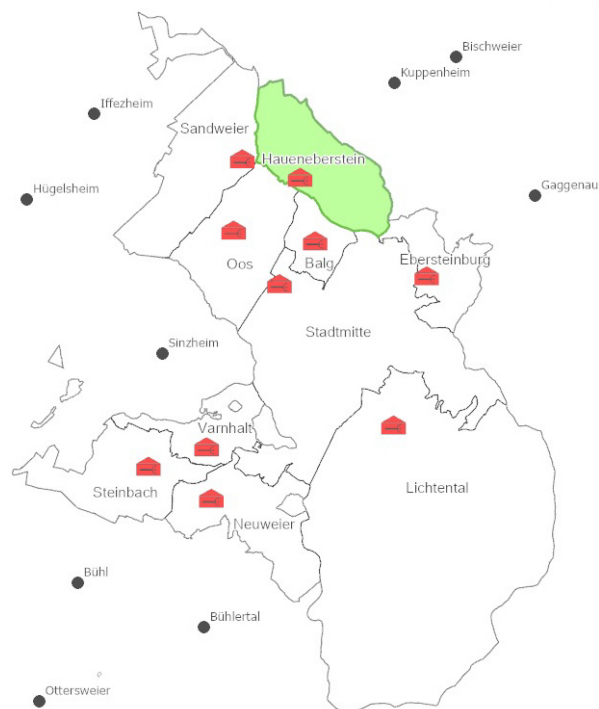 Bischweier
Kuppenheim
Iffezheim
Sandweier
Haueneberstein
Hügelsheim
Gaggenau
Ebersteinburg
Oos
Balg
Stadtmitte
Sinzheim
Varnhalt
Lichtental
Steinbach
Neuweier
Bühl
Bühlertal
Ottersweier